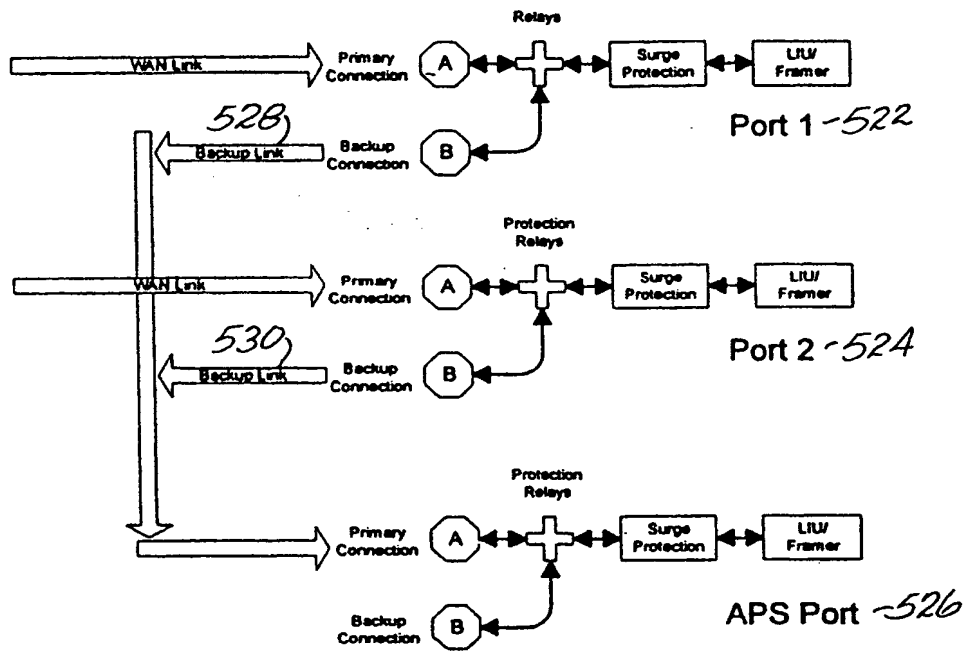 Relays
WAN Link
Primary
Connection
A
Surge
Protection
LIU/
Framer
Port 1 - 522
528
Backup Link
Backup
Connection
B
Protection
Relays
WAN Link
Primary
Connection
A
Surge
Protection
LIU/
Framer
Port 2 - 524
530
Backup Link
Backup
Connection
B
Protection
Relays
Primary
Connection
A
Surge
Protection
LIU/
Framer
APS Port - 526
Backup
Connection
B